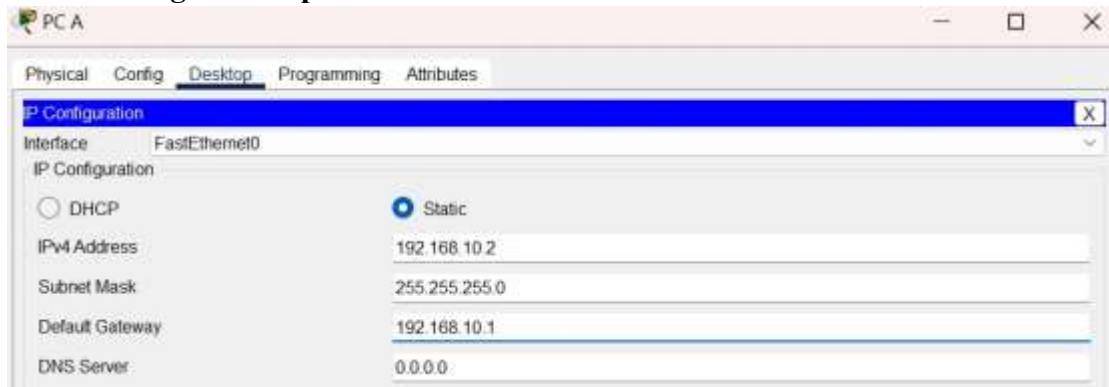 PC A
Physical Config Desktop Programming Attributes
IP Configuration X
Interface FastEthernet0
IP Configuration
DHCP Static
IPv4 Address 192.168.10.2
Subnet Mask 255.255.255.0
Default Gateway 192.168.10.1
DNS Server 0.0.0.0